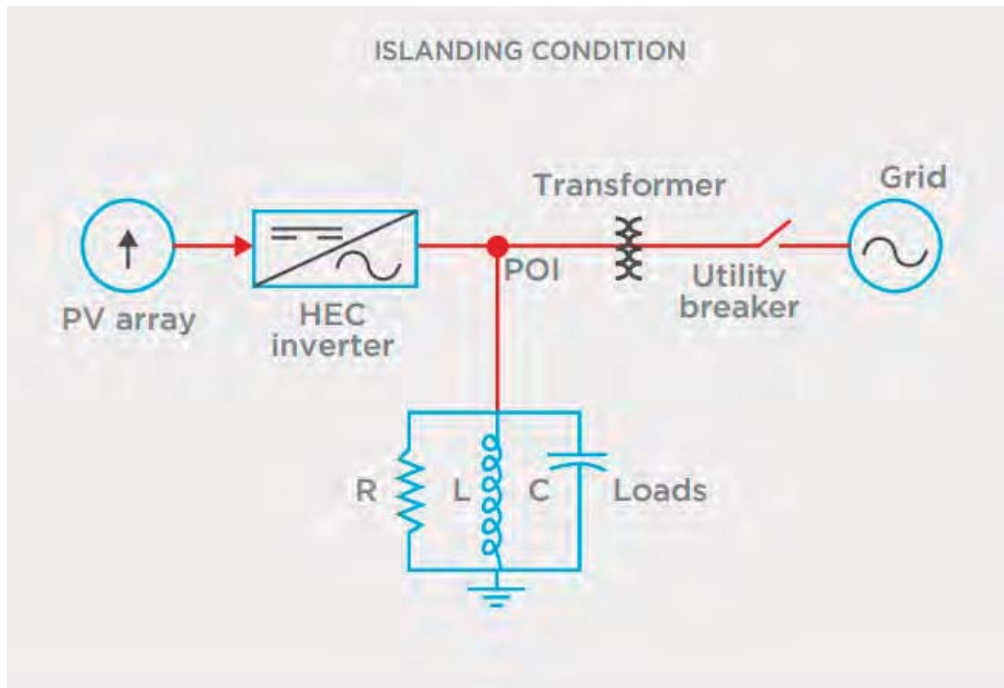 ISLANDING CONDITION
Transformer
Grid
POI
Utility
breaker
PV array
HEC
inverter
R
L
C
Loads